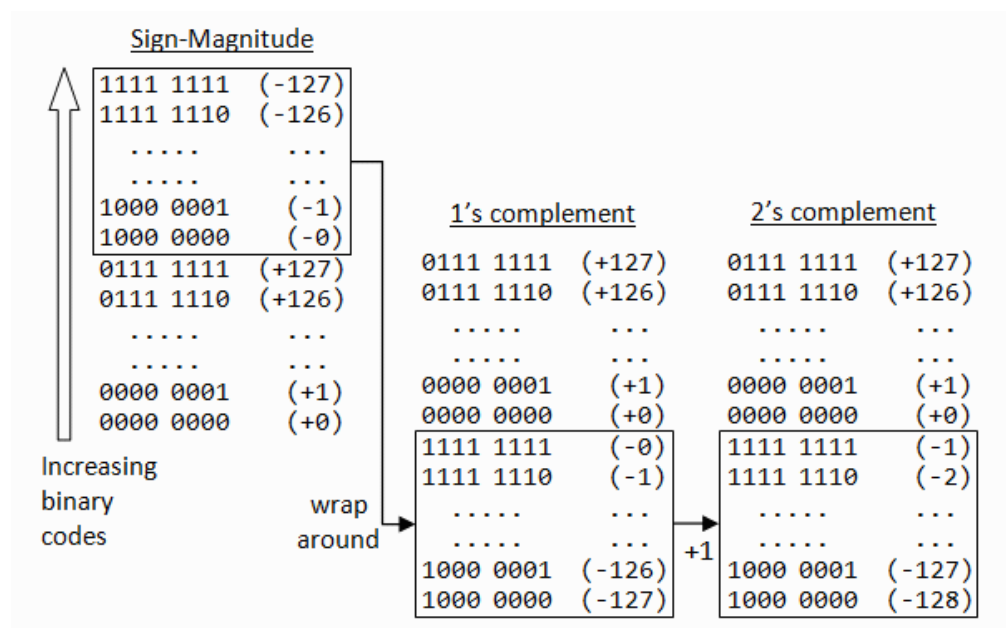 Sign-Magnitude
1111 1111 (-127)
1111 1110 (-126)
..... ...
..... ...
1000 0001 (-1)
1000 0000 (-0)
0111 1111 (+127)
0111 1110 (+126)
..... ...
..... ...
0000 0001 (+1)
0000 0000 (+0)
Increasing
binary
codes
wrap
around
1's complement
0111 1111 (+127)
0111 1110 (+126)
..... ...
..... ...
0000 0001 (+1)
0000 0000 (+0)
1111 1111 (-0)
1111 1110 (-1)
..... ...
..... ...
1000 0001 (-126)
1000 0000 (-127)
+1
2's complement
0111 1111 (+127)
0111 1110 (+126)
..... ...
..... ...
0000 0001 (+1)
0000 0000 (+0)
1111 1111 (-1)
1111 1110 (-2)
..... ...
..... ...
1000 0001 (-127)
1000 0000 (-128)